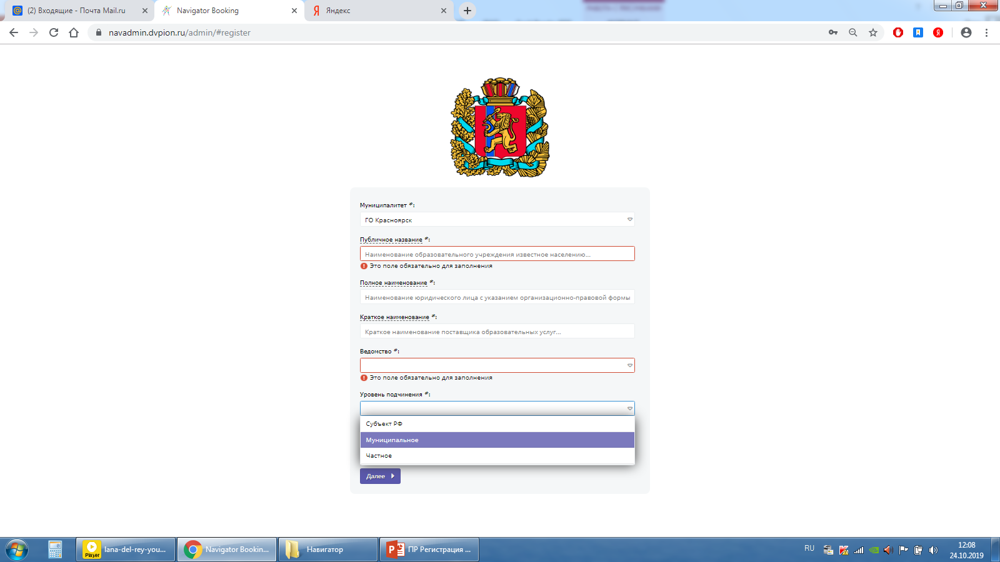 (2) Входящие - Почта Mail.ru
Navigator Booking
Яндекс
navadmin.dvpion.ru/admin/#register
Муниципалитет *:
ГО Красноярск
Публичное название *:
Наименование образовательного учреждения известное населению...
Это поле обязательно для заполнения
Полное наименование *:
Наименование юридического лица с указанием организационно-правовой формы
Краткое наименование *:
Краткое наименование поставщика образовательных услуг...
Ведомство *:
Это поле обязательно для заполнения
Уровень подчинения *:
Субъект РФ
Муниципальное
Частное
Далее
Player
lana-del-rey-you...
Navigator Bookin...
Навигатор
ПР Регистрация ...
RU
12:08
24.10.2019